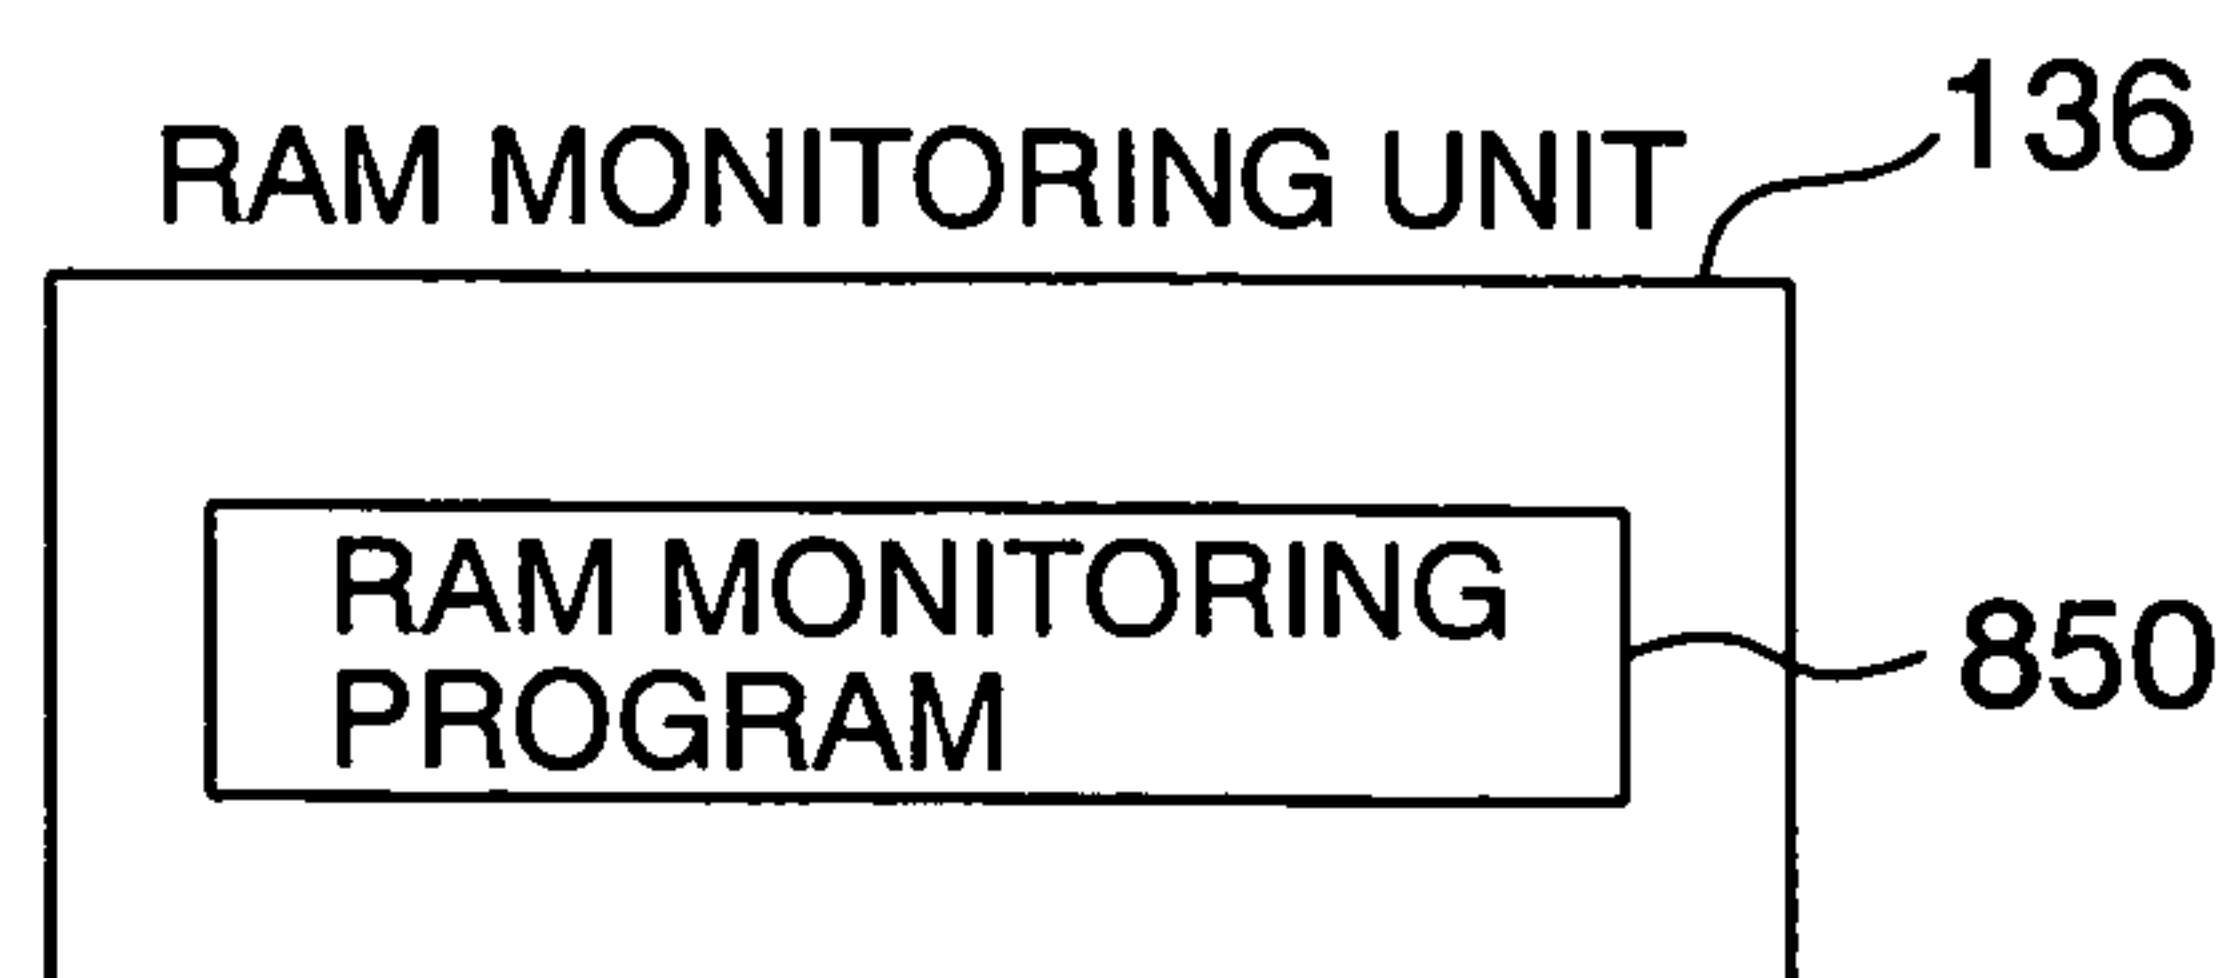 136
RAM MONITORING UNIT
RAM MONITORING
PROGRAM
850